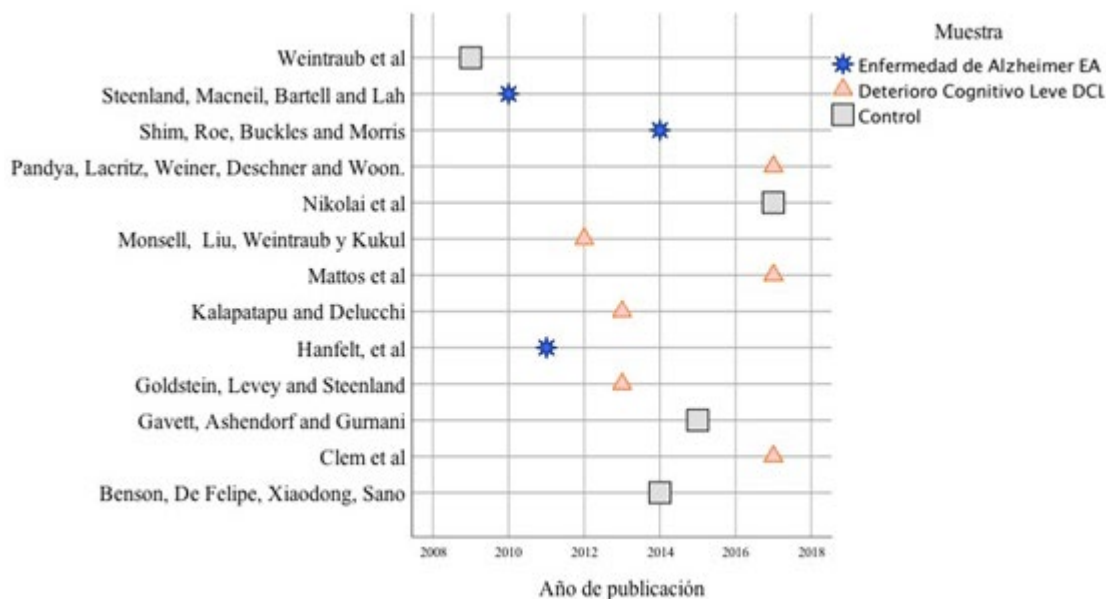 Muestra
Enfermedad de Alzheimer EA
Deterioro Cognitivo Leve DCL
Control
Weintraub et al
Steenland, Macneil, Bartell and Lah
Shim, Roe, Buckles and Morris
Pandya, Lacritz, Weiner, Deschner and Woon.
Nikolai et al
Monsell, Liu, Weintraub y Kukul
Mattos et al
Kalapatapu and Delucchi
Hanfelt, et al
Goldstein, Levey and Steenland
Gavett, Ashendorf and Gurnani
Clem et al
Benson, De Felipe, Xiaodong, Sano
2008 2010 2012 2014 2016 2018
Año de publicación